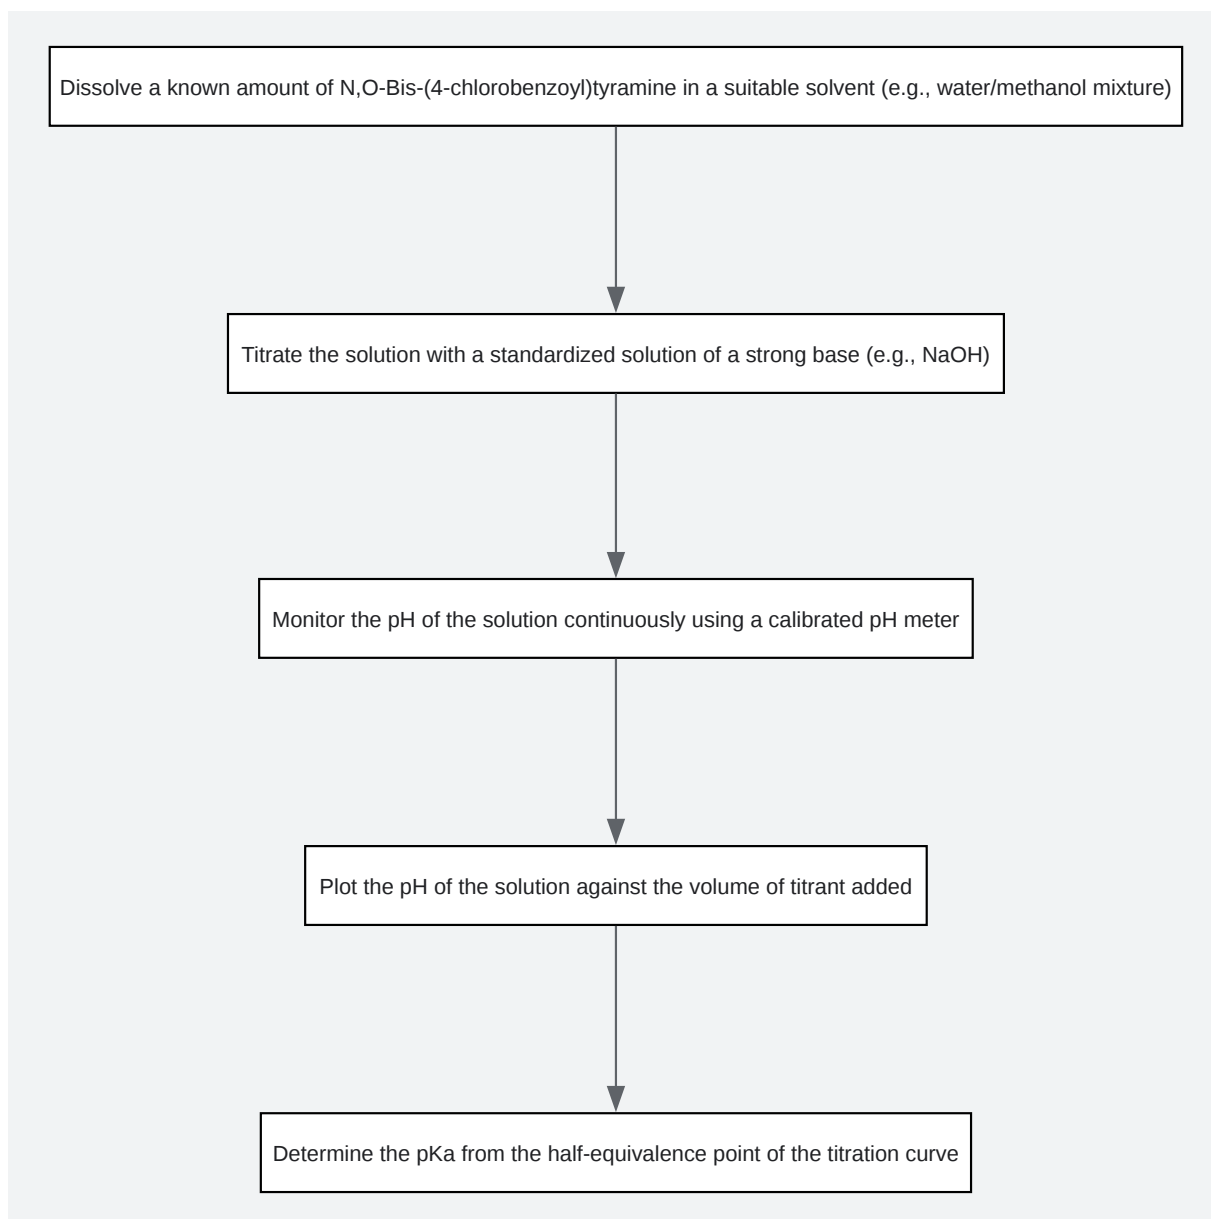 Dissolve a known amount of N,O-Bis-(4-chlorobenzoyl)tyramine in a suitable solvent (e.g., water/methanol mixture)
Titrate the solution with a standardized solution of a strong base (e.g., NaOH)
Monitor the pH of the solution continuously using a calibrated pH meter
Plot the pH of the solution against the volume of titrant added
Determine the pKa from the half-equivalence point of the titration curve